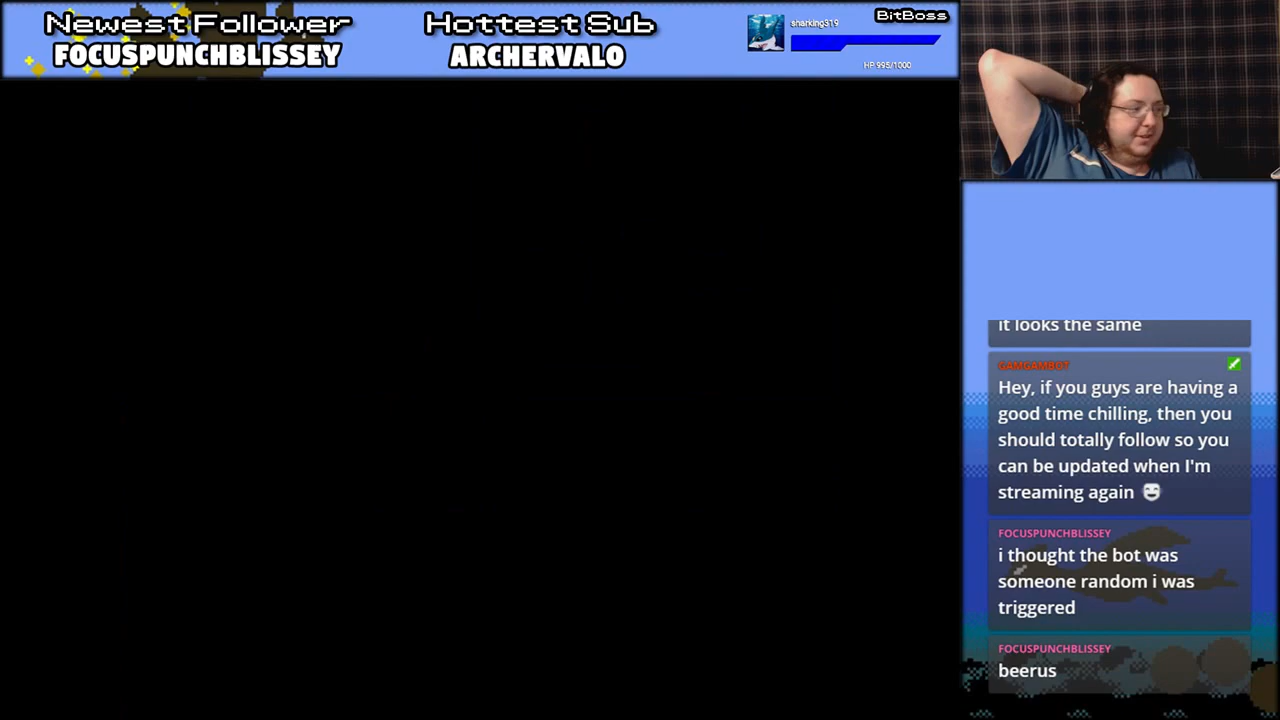 Newest Follower
FOCUSPUNCHBLISSEY
Hottest Sub
ARCHERVALO
snarking319
BitBoss
HP 995/1000
it looks the same
GAMGAMBOT
Hey, if you guys are having a
good time chilling, then you
should totally follow so you
can be updated when I'm
streaming again
FOCUSPUNCHBLISSEY
i thought the bot was
someone random i was
triggered
FOCUSPUNCHBLISSEY
beerus